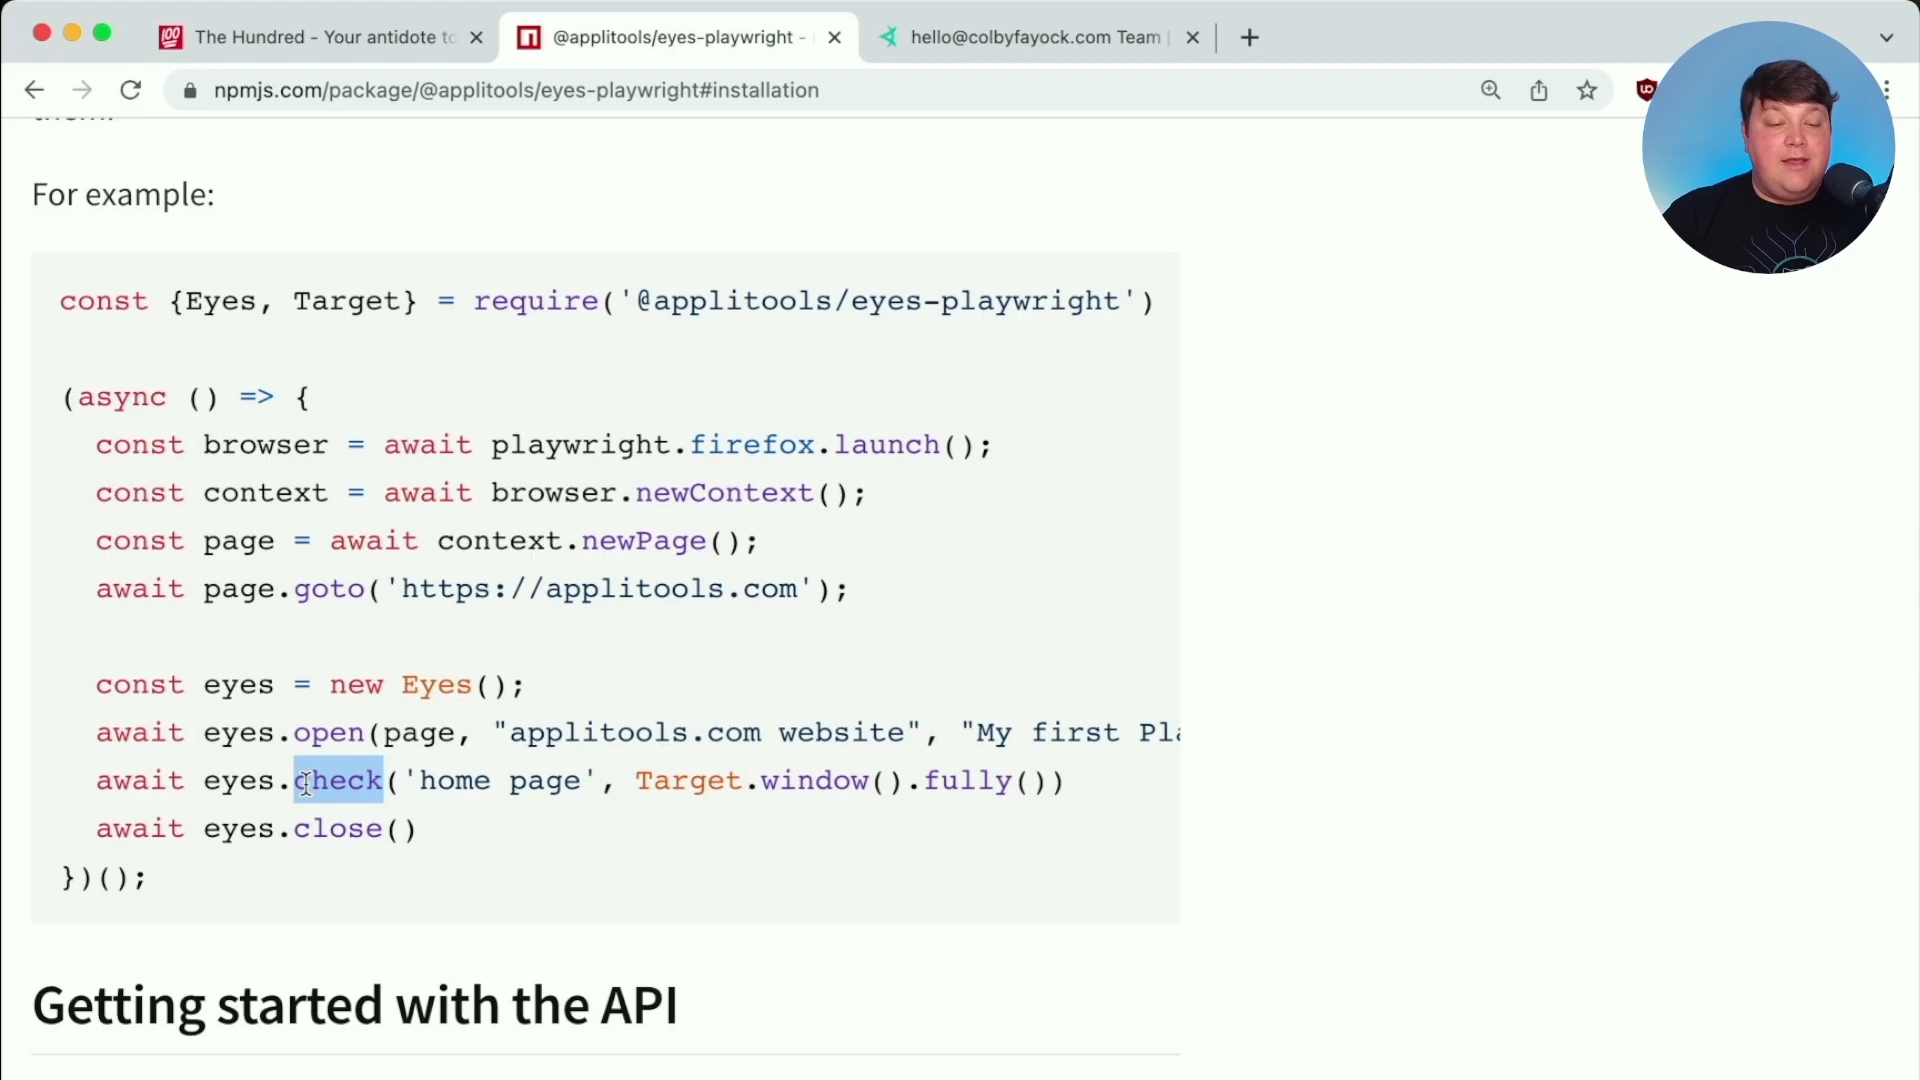 The Hundred - Your antidote to
@applitools/eyes-playwright -
hello@colbyfayock.com Team |
npmjs.com/package/@applitools/eyes-playwright#installation
For example:
const {Eyes, Target} = require('@applitools/eyes-playwright')
(async () => {
const browser = await playwright.firefox.launch();
const context = await browser.newContext();
const page = await context.newPage();
await page.goto('https://applitools.com');
const eyes = new Eyes();
await eyes.open(page, "applitools.com website", "My first Pla
await eyes.check('home page', Target.window().fully())
await eyes.close()
})();
Getting started with the API